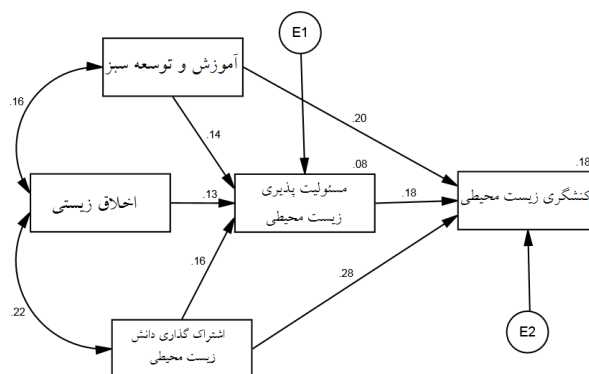 E1
آموزش و توسعه سبز
.16
.20
.14
.08
.18
مسئولیت پذیری
زیست محیطی
اخلاق زیستی
.13
.18
کنشگری زیست محیطی
.16
.28
.22
اشتراک گذاری دانش
زیست محیطی
E2